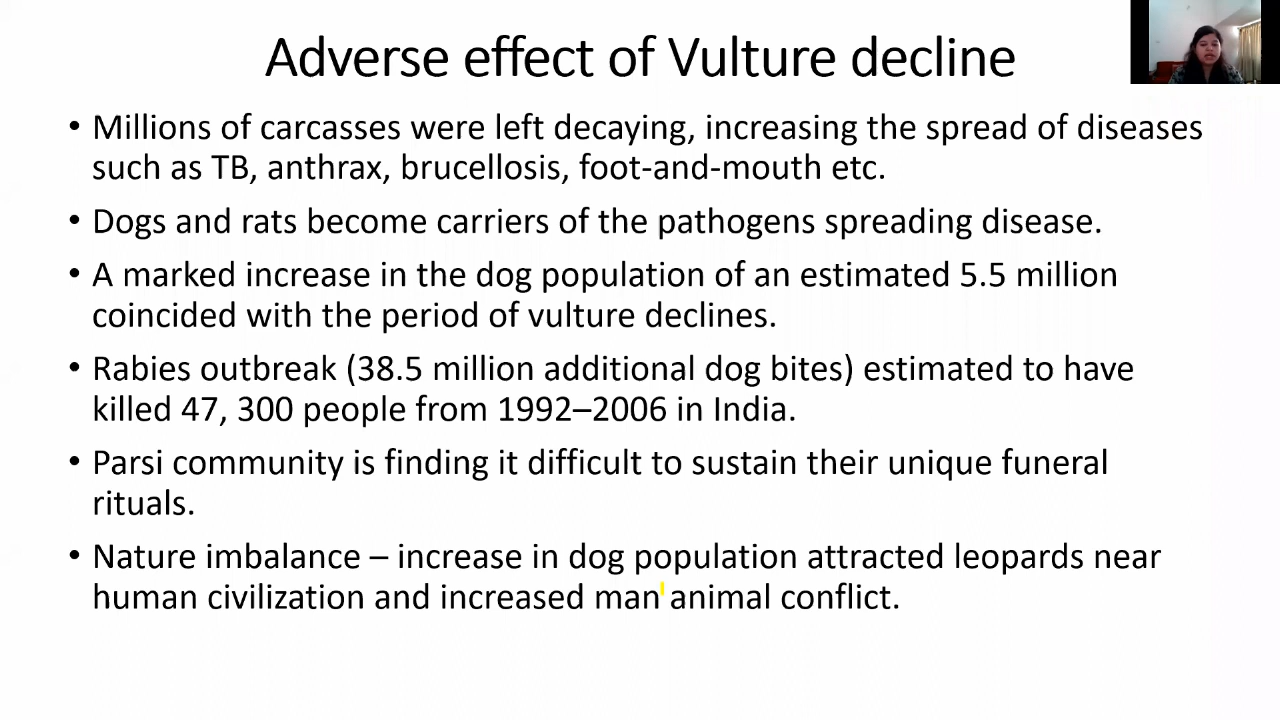 Adverse effect of Vulture decline
• Millions of carcasses were left decaying, increasing the spread of diseases
such as TB, anthrax, brucellosis, foot-and-mouth etc.
• Dogs and rats become carriers of the pathogens spreading disease.
• A marked increase in the dog population of an estimated 5.5 million
coincided with the period of vulture declines.
• Rabies outbreak (38.5 million additional dog bites) estimated to have
killed 47, 300 people from 1992–2006 in India.
• Parsi community is finding it difficult to sustain their unique funeral
rituals.
• Nature imbalance – increase in dog population attracted leopards near
human civilization and increased man animal conflict.